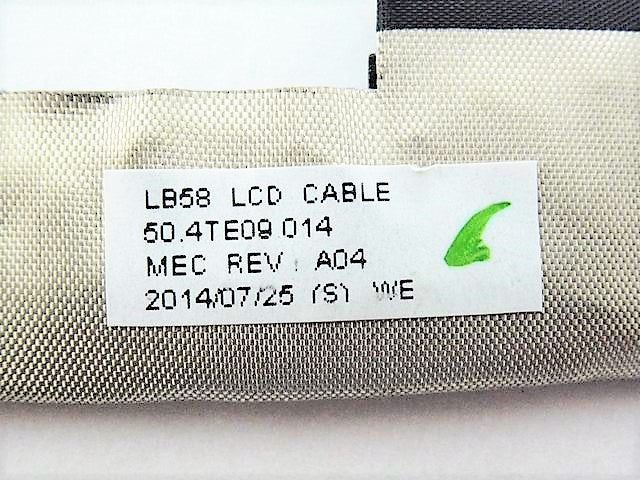 LB58 LCD CABLE
50.4TE09.014
MEC REV : A04
2014/07/25 (S) WE